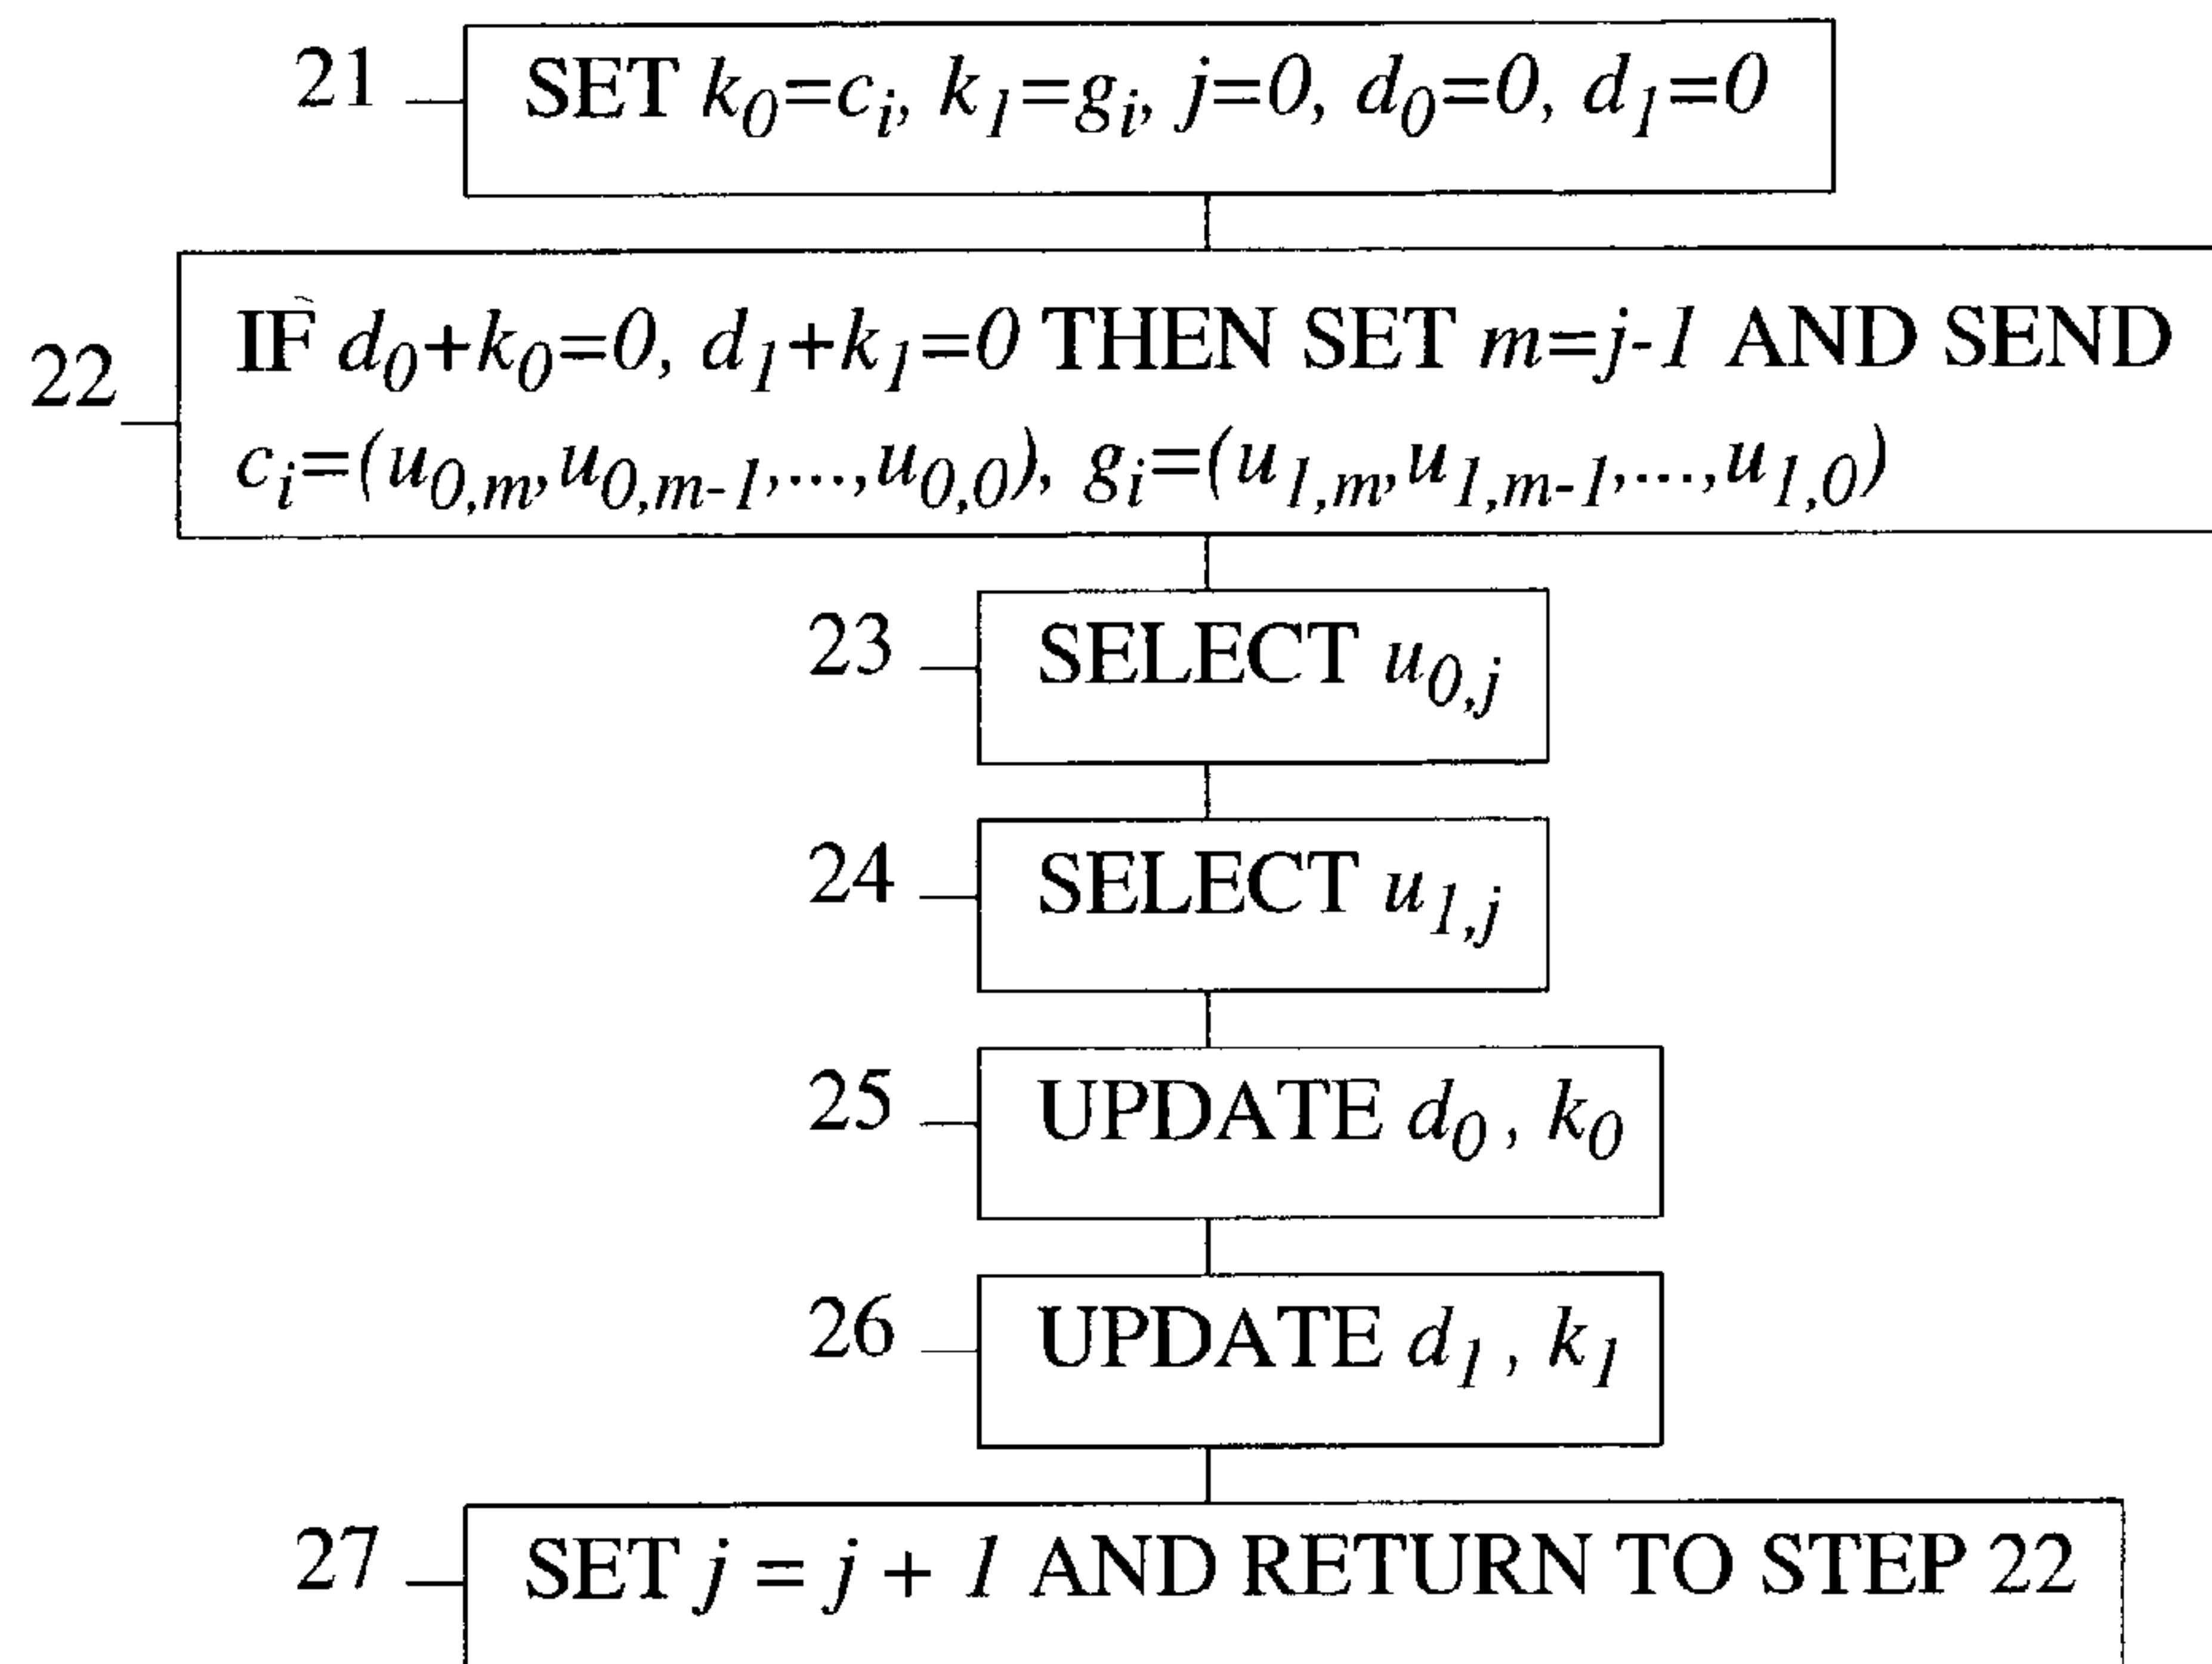 21 SET k₀=cᵢ, k₁=gᵢ, j=0, d₀=0, d₁=0
22 IF d₀+k₀=0, d₁+k₁=0 THEN SET m=j-1 AND SEND
cᵢ=(u₀,ₘ,u₀,ₘ₋₁,...,u₀,₀), gᵢ=(u₁,ₘ,u₁,ₘ₋₁,...,u₁,₀)
23 SELECT u₀,ⱼ
24 SELECT u₁,ⱼ
25 UPDATE d₀, k₀
26 UPDATE d₁, k₁
27 SET j = j + 1 AND RETURN TO STEP 22